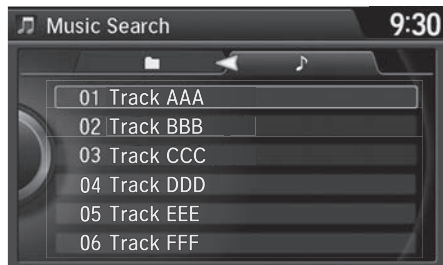 Music Search 9:30
01 Track AAA
02 Track BBB
03 Track CCC
04 Track DDD
05 Track EEE
06 Track FFF